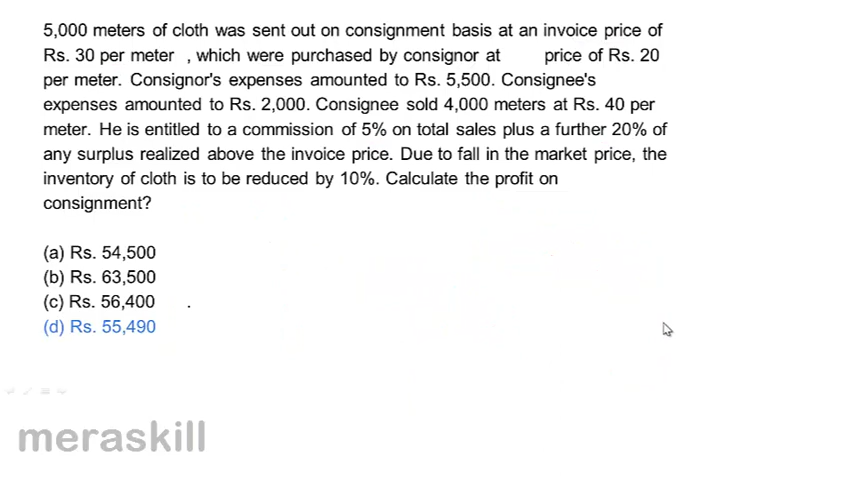 5,000 meters of cloth was sent out on consignment basis at an invoice price of
Rs. 30 per meter , which were purchased by consignor at price of Rs. 20
per meter. Consignor's expenses amounted to Rs. 5,500. Consignee's
expenses amounted to Rs. 2,000. Consignee sold 4,000 meters at Rs. 40 per
meter. He is entitled to a commission of 5% on total sales plus a further 20% of
any surplus realized above the invoice price. Due to fall in the market price, the
inventory of cloth is to be reduced by 10%. Calculate the profit on
consignment?
(a) Rs. 54,500
(b) Rs. 63,500
(c) Rs. 56,400 .
(d) Rs. 55,490
meraskill